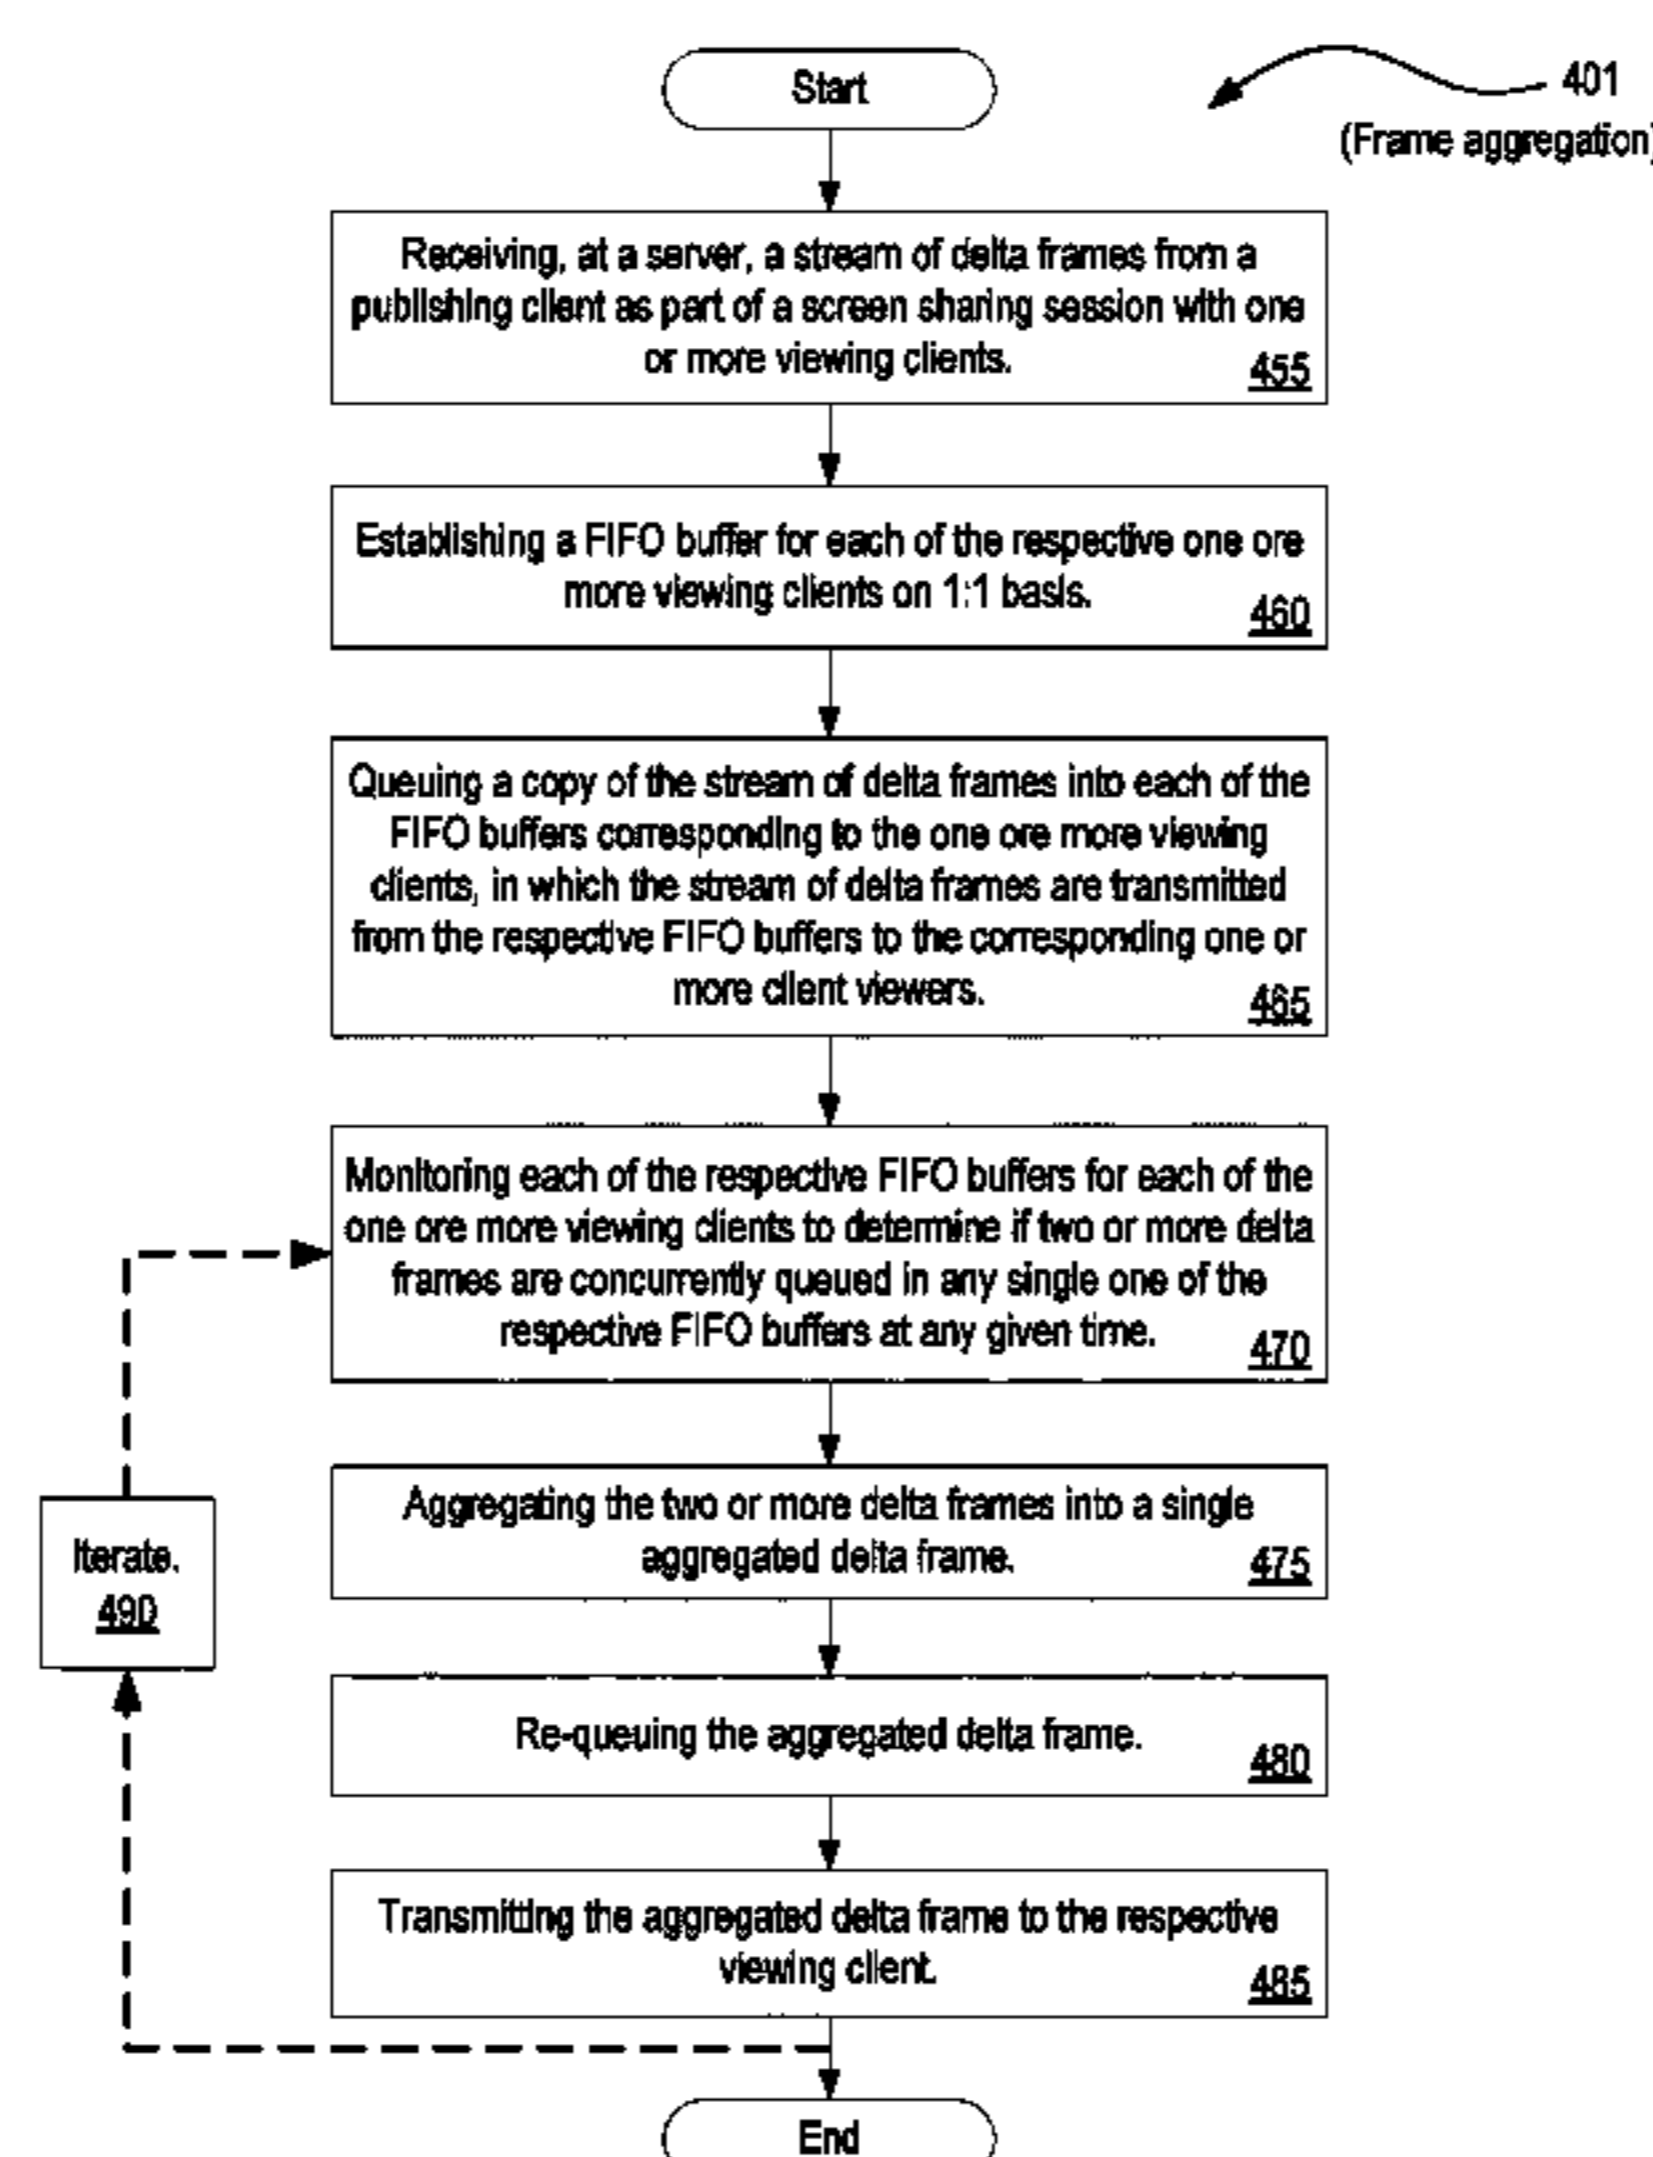 Start
401
(Frame aggregation)
Receiving, at a server, a stream of delta frames from a
publishing client as part of a screen sharing session with one
or more viewing clients.
455
Establishing a FIFO buffer for each of the respective one ore
more viewing clients on 1:1 basis.
460
Queuing a copy of the stream of delta frames into each of the
FIFO buffers corresponding to the one ore more viewing
clients, in which the stream of delta frames are transmitted
from the respective FIFO buffers to the corresponding one or
more client viewers.
465
Monitoring each of the respective FIFO buffers for each of the
one ore more viewing clients to determine if two or more delta
frames are concurrently queued in any single one of the
respective FIFO buffers at any given time.
470
Aggregating the two or more delta frames into a single
aggregated delta frame.
475
Iterate.
490
Re-queuing the aggregated delta frame.
480
Transmitting the aggregated delta frame to the respective
viewing client.
485
End